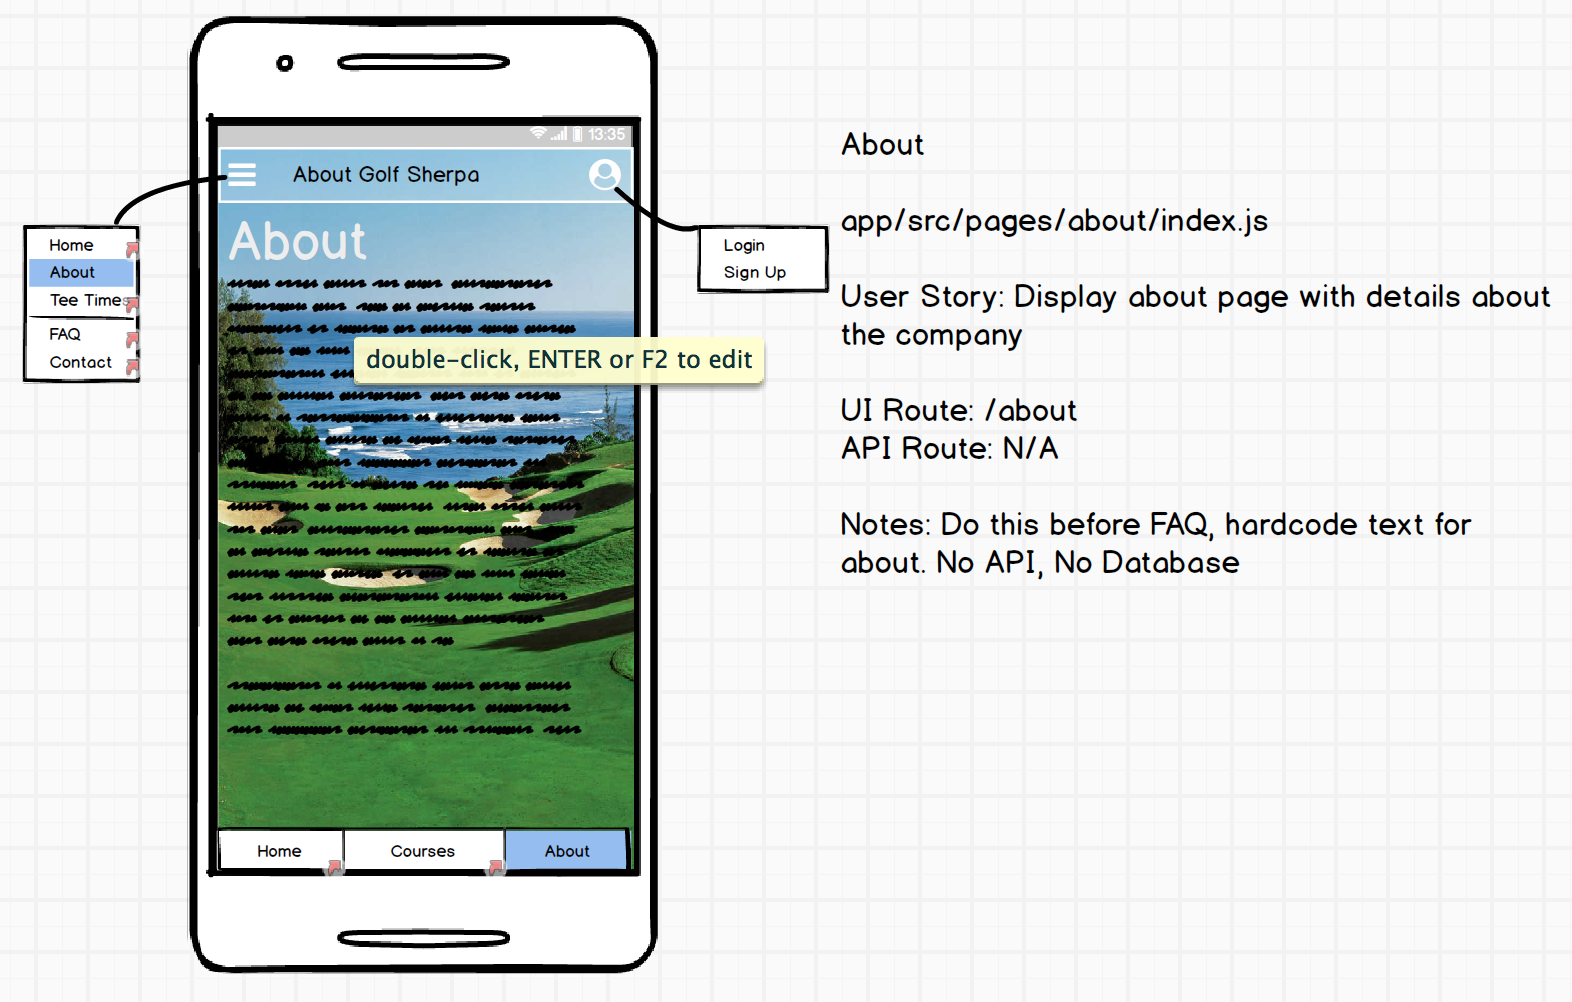 13:35
About Golf Sherpa
About
Home
About
Tee Times
FAQ
Contact
Login
Sign Up
double-click, ENTER or F2 to edit
Home
Courses
About
About
app/src/pages/about/index.js
User Story: Display about page with details about
the company
UI Route: /about
API Route: N/A
Notes: Do this before FAQ, hardcode text for
about. No API, No Database